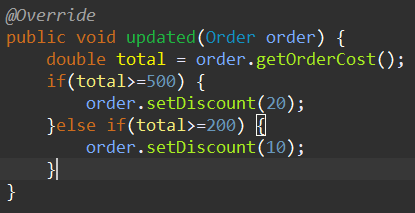 @Override
public void updated(Order order) {
    double total = order.getOrderCost();
    if(total>=500) {
        order.setDiscount(20);
    }else if(total>=200) {
        order.setDiscount(10);
    }
}